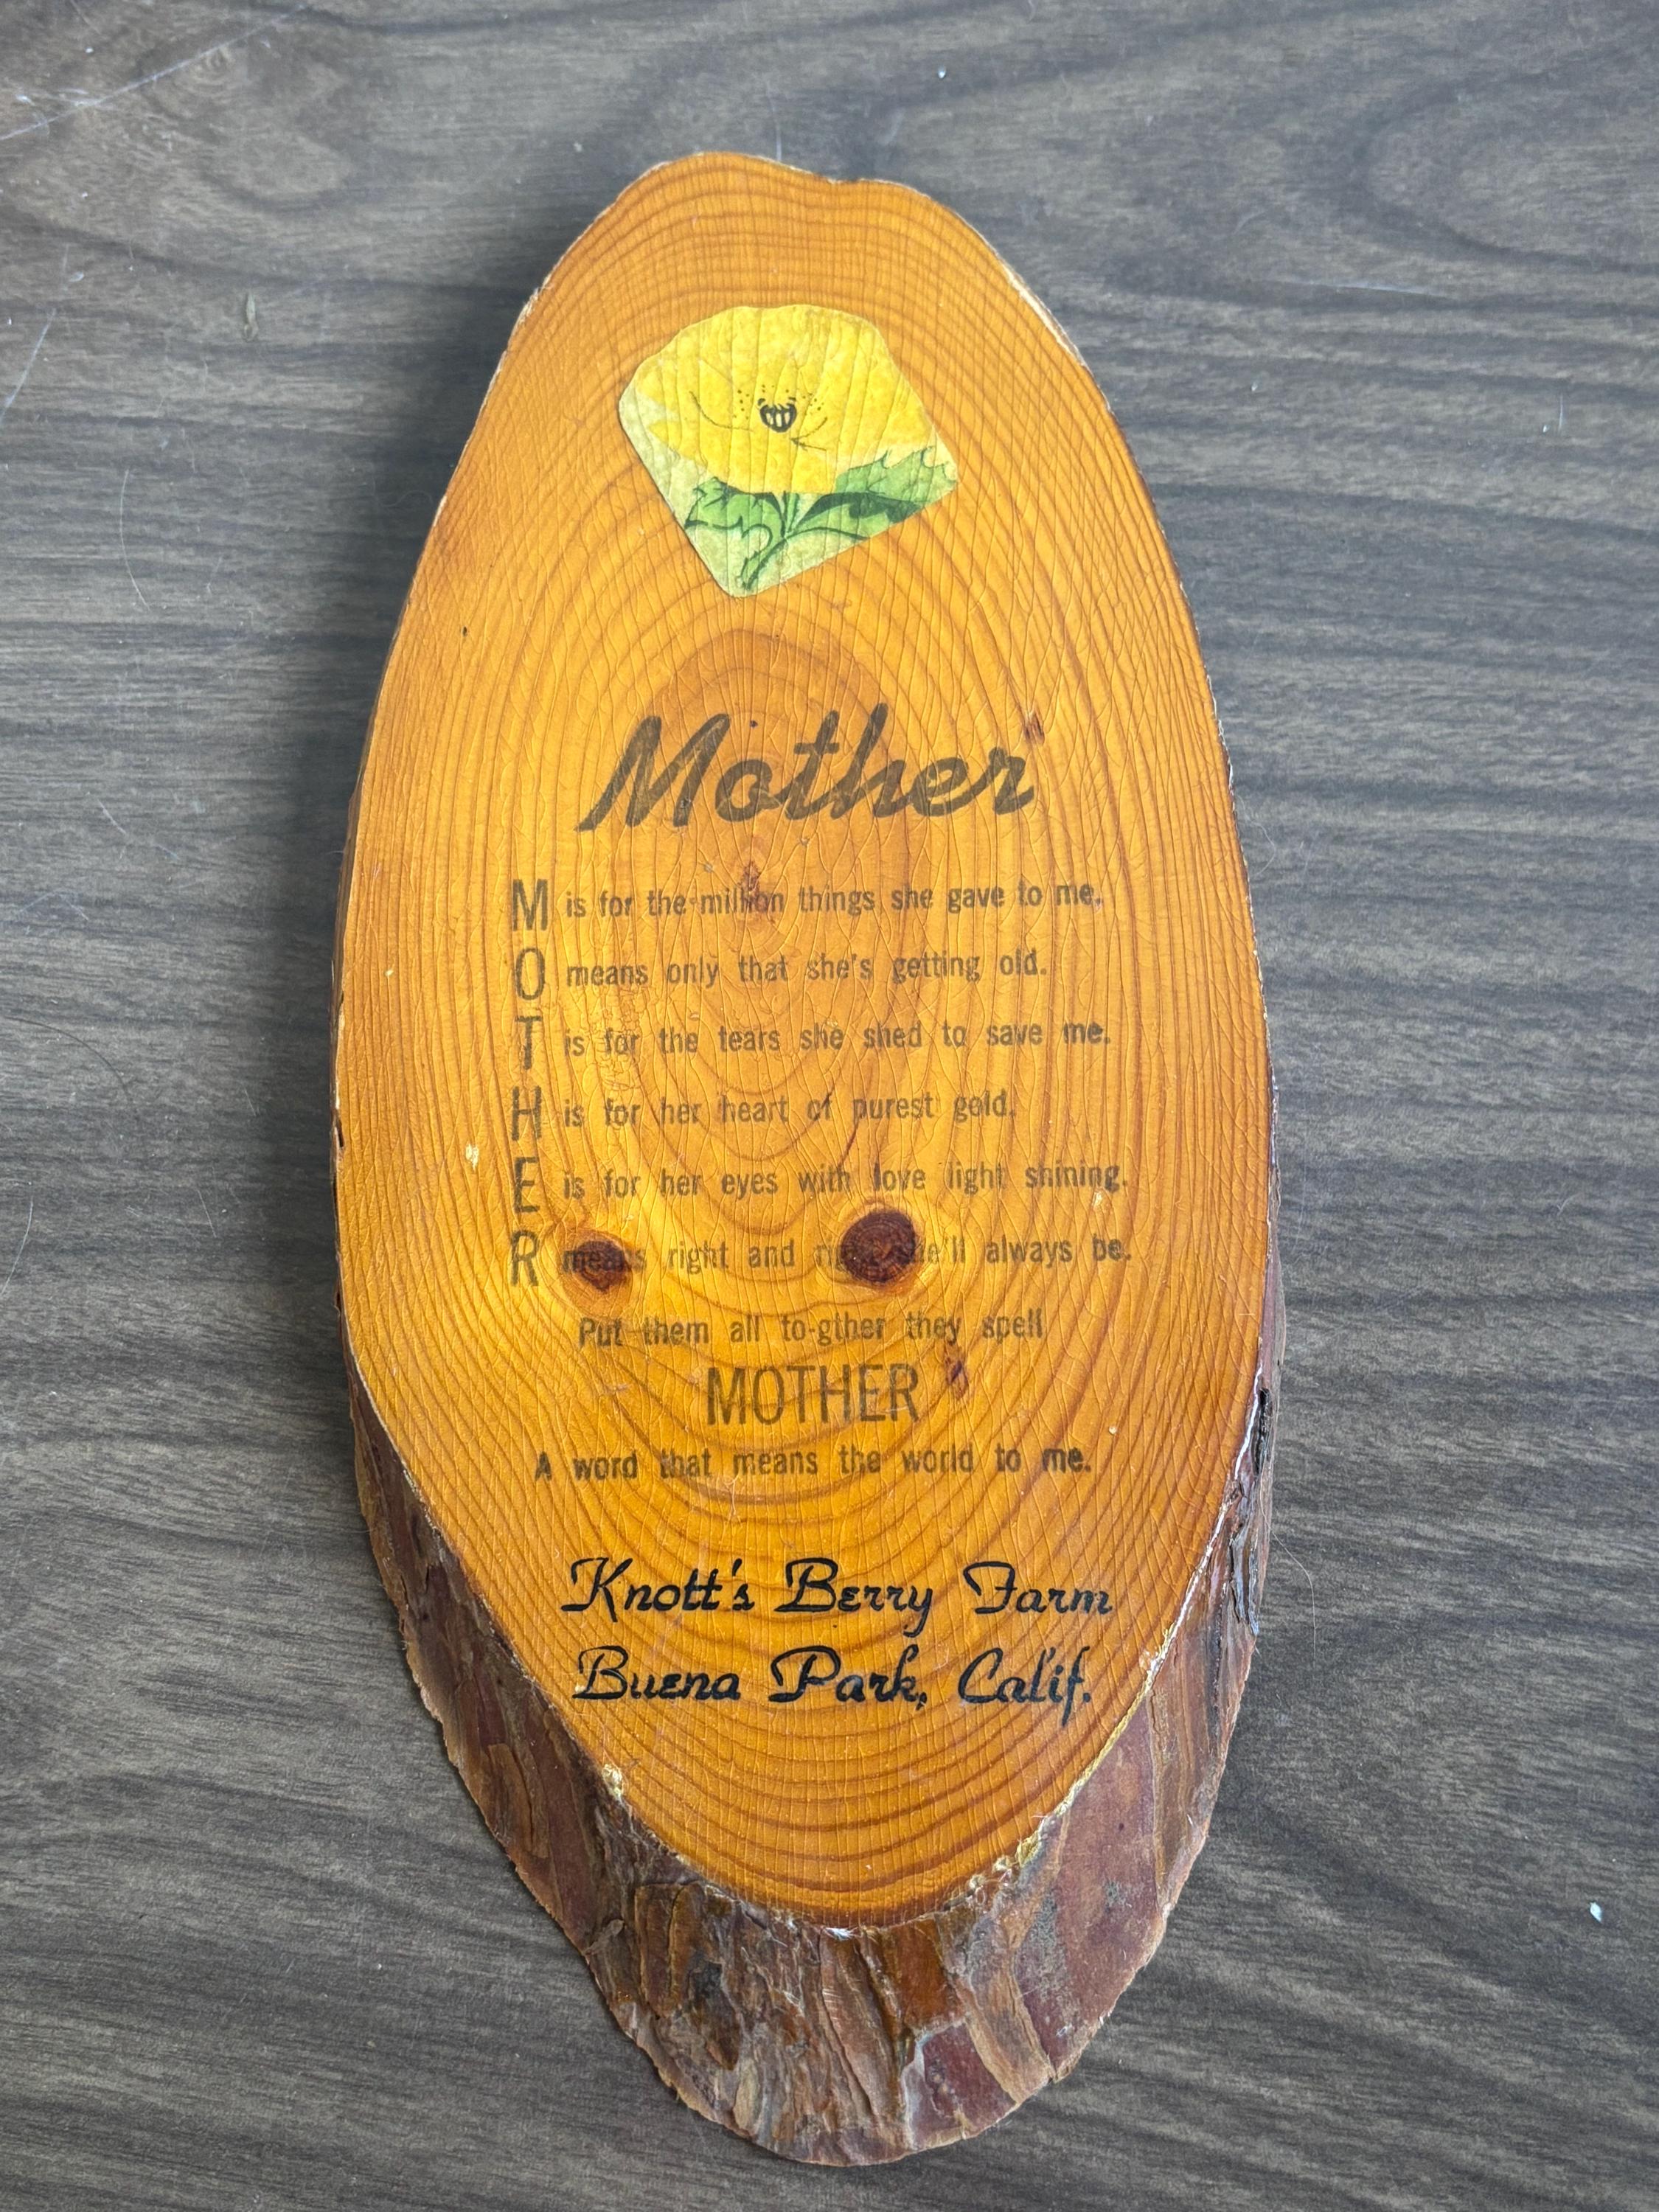 Mother
M is for the million things she gave to me,
O means only that she's getting old.
T is for the tears she shed to save me.
H is for her heart of purest gold.
E is for her eyes with love light shining.
R means right and right she'll always be.
Put them all to-gther they spell
MOTHER
A word that means the world to me.
Knott's Berry Farm
Buena Park, Calif.